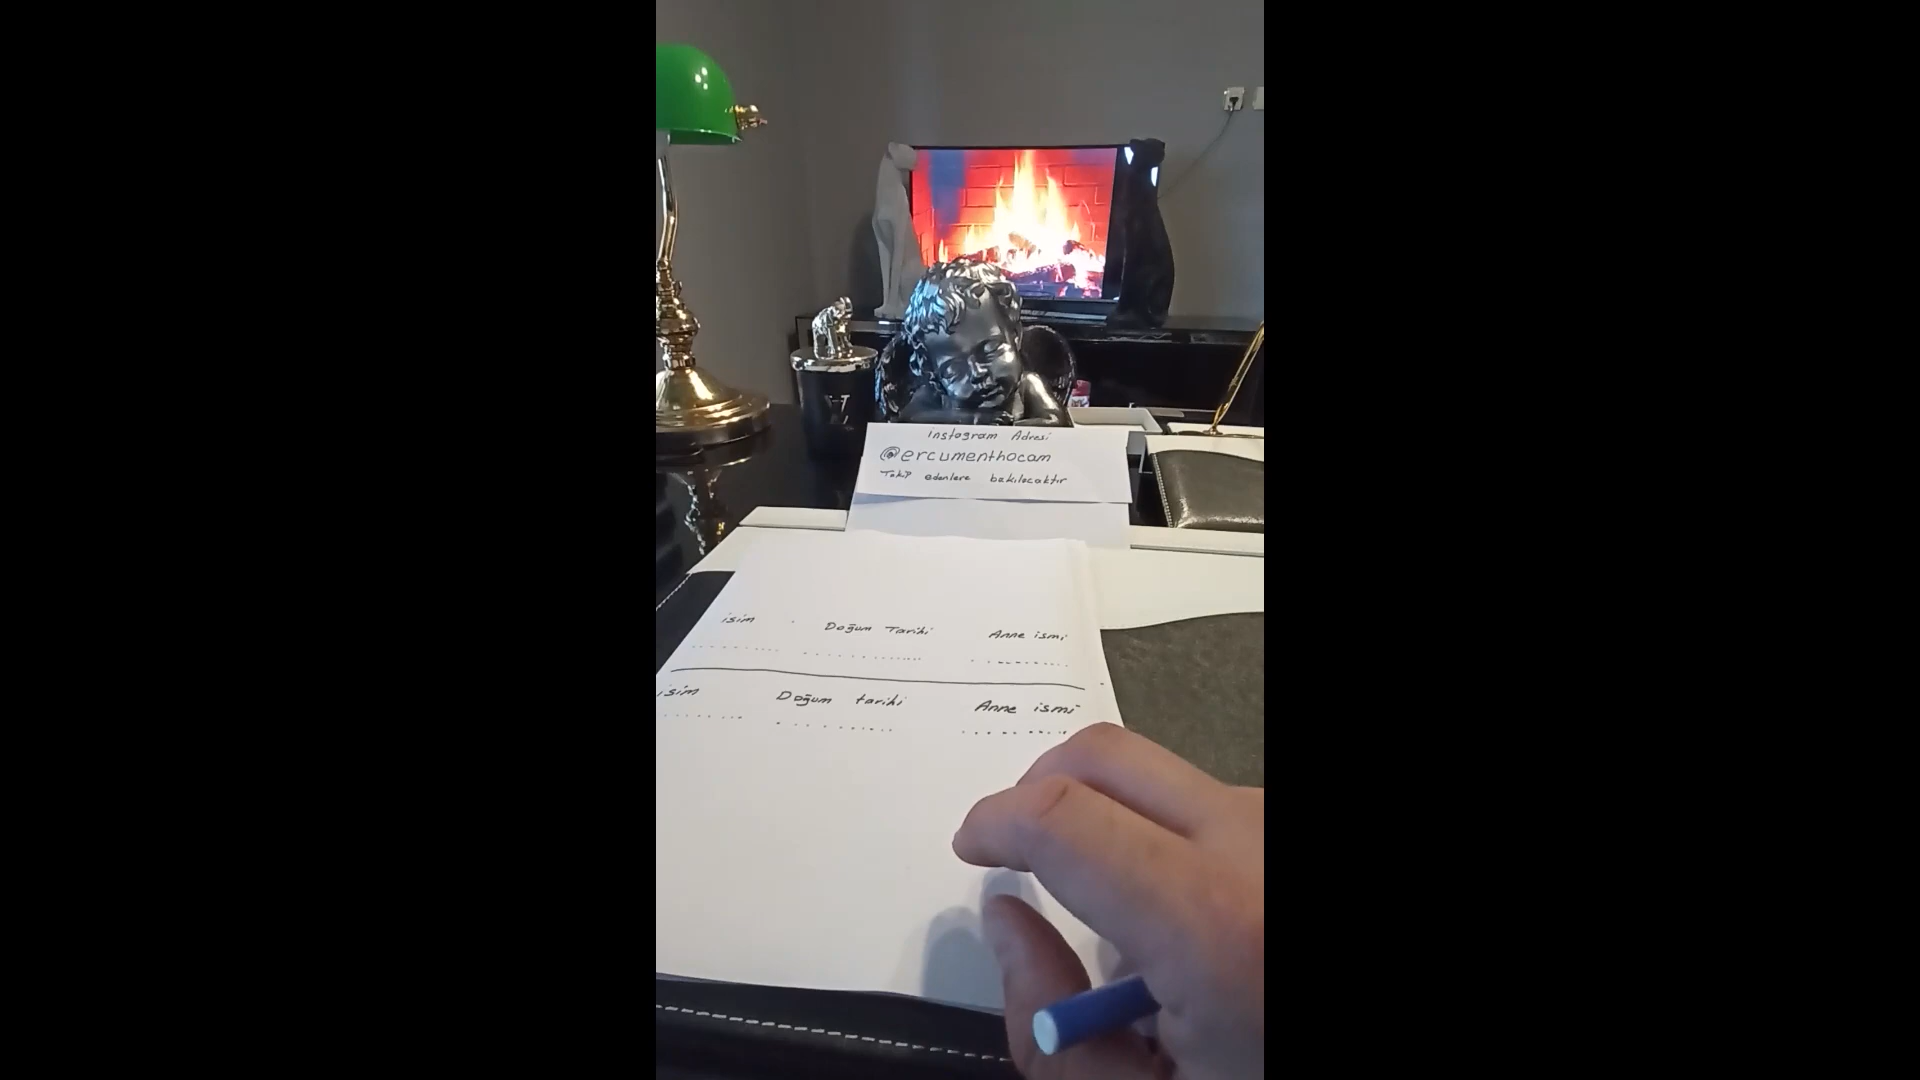 instagram Adresi
@ercumenthocam
Takip edenlere bakılacaktır
isim Doğum Tarihi Anne ismi
isim Doğum tarihi Anne ismi